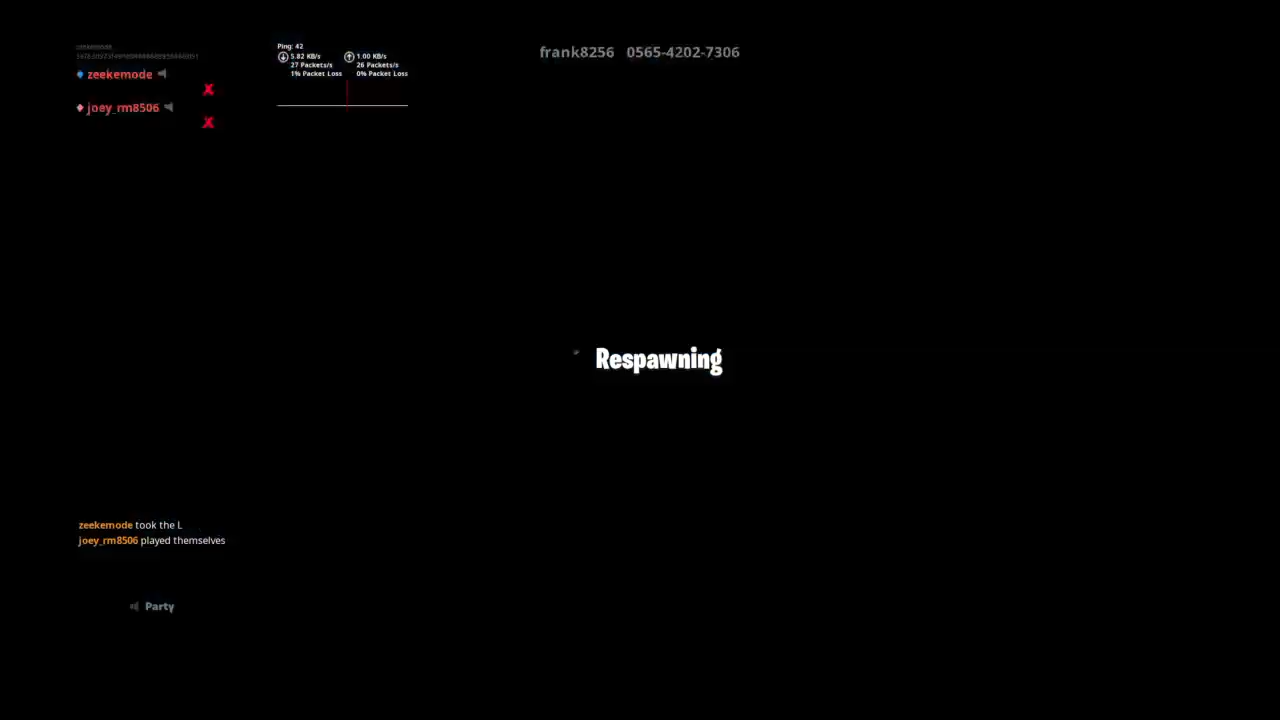 zeekemode
zeekemode
joey_rm8506
Ping: 42
5.82 KB/s
27 Packets/s
1% Packet Loss
1.00 KB/s
26 Packets/s
0% Packet Loss
frank8256 0565-4202-7306
Respawning
zeekemode took the L
joey_rm8506 played themselves
Party